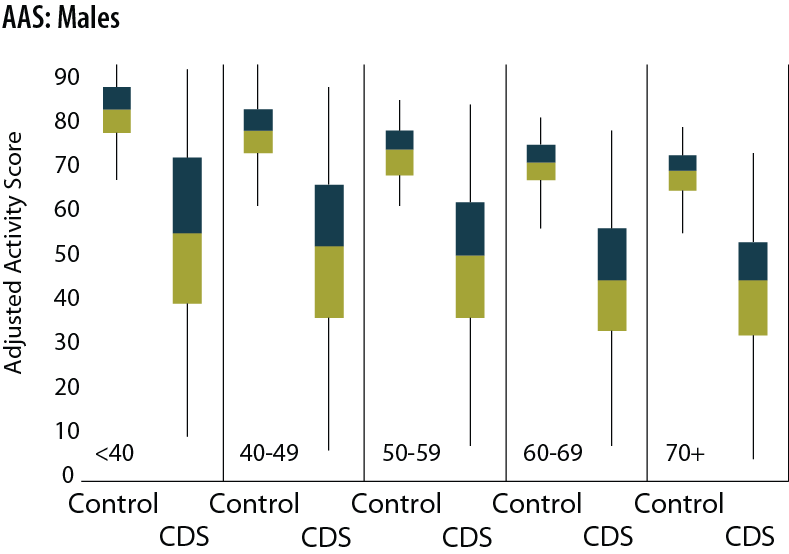 AAS: Males
Adjusted Activity Score
90
80
70
60
50
40
30
20
10
0
<40
40-49
50-59
60-69
70+
Control
CDS
Control
CDS
Control
CDS
Control
CDS
Control
CDS